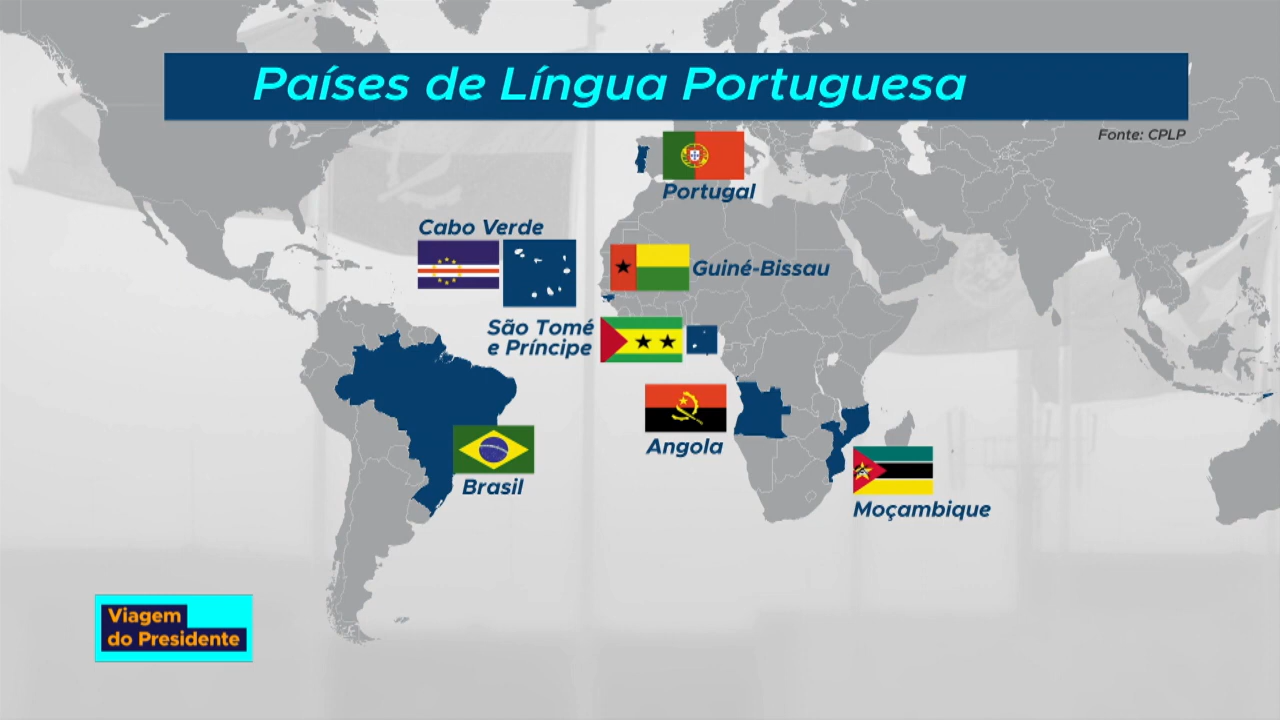 Países de Língua Portuguesa
Fonte: CPLP
Portugal
Cabo Verde
Guiné-Bissau
São Tomé
e Príncipe
Angola
Brasil
Moçambique
Viagem
do Presidente